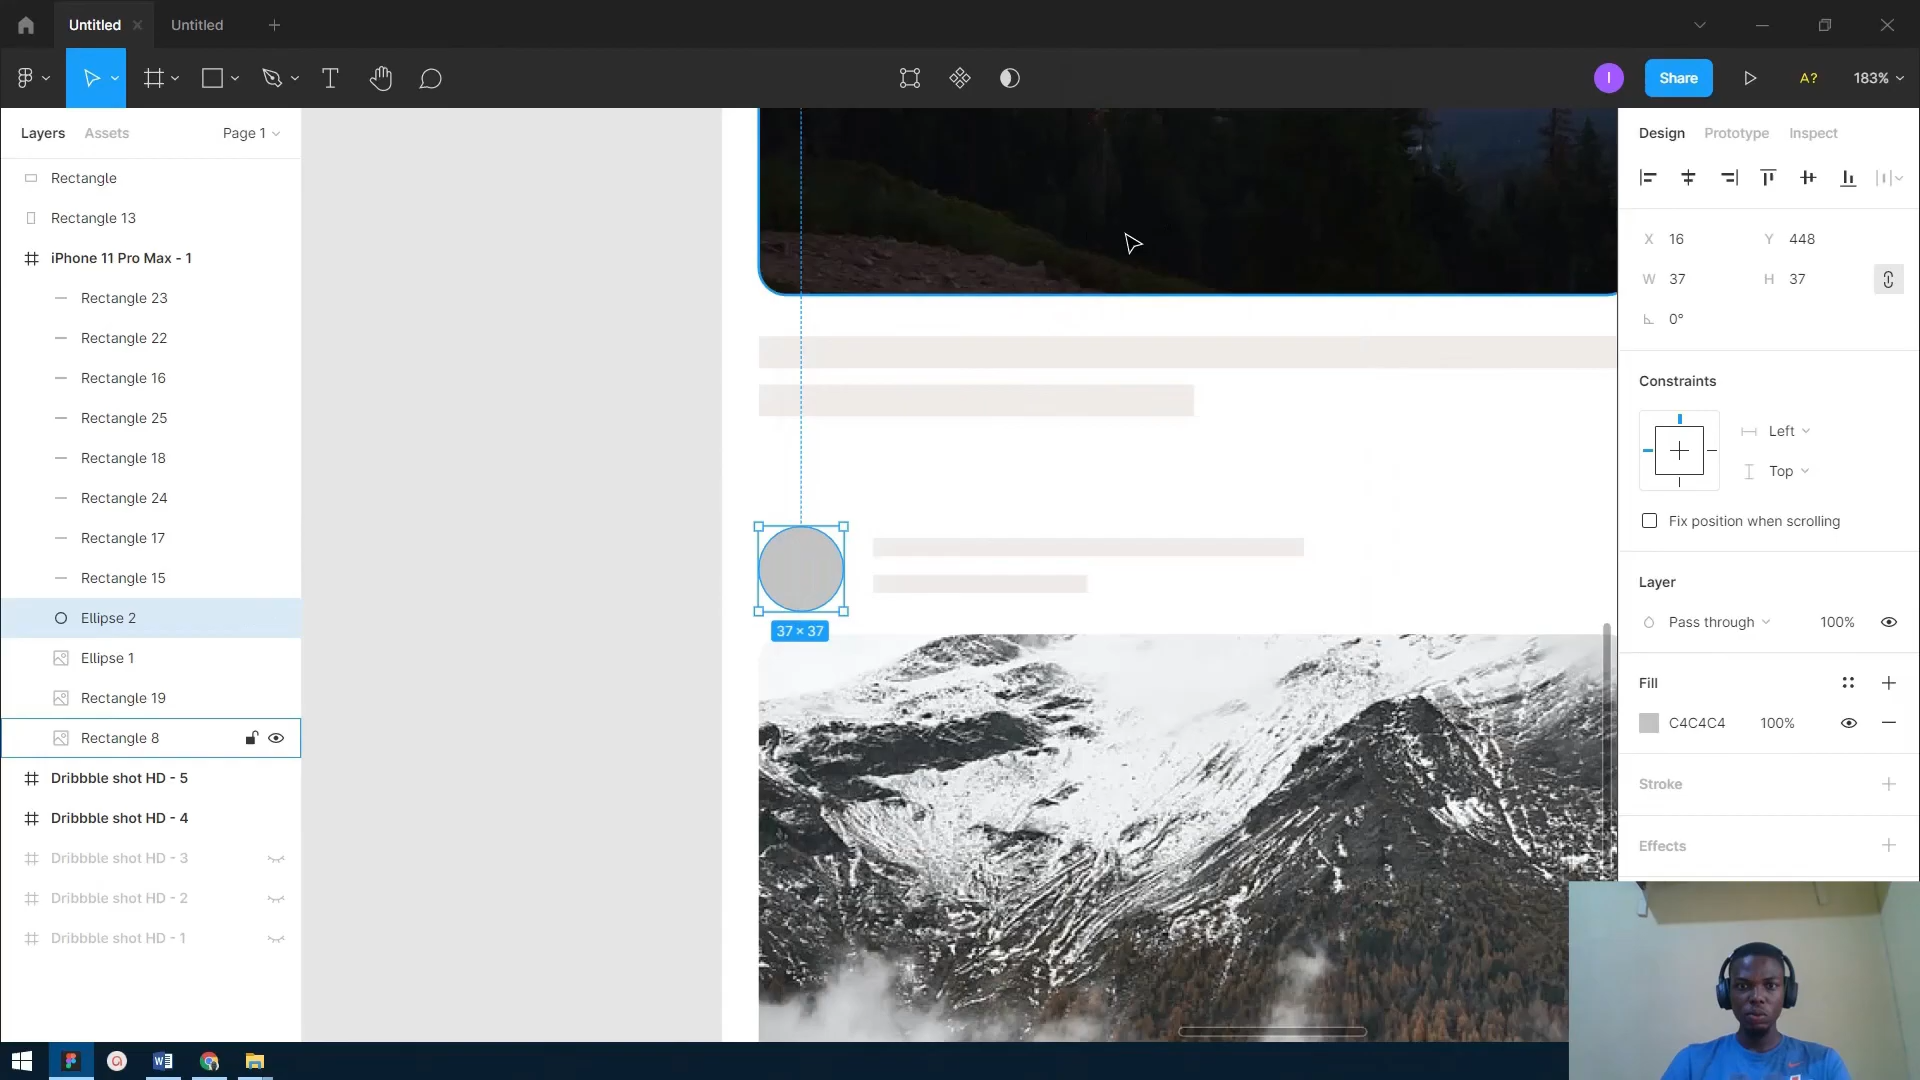 Untitled
Untitled
I
Share
A?
183%
Layers
Assets
Page 1
Design
Prototype
Inspect
Rectangle
Rectangle 13
iPhone 11 Pro Max - 1
Rectangle 23
Rectangle 22
Rectangle 16
Rectangle 25
Rectangle 18
Rectangle 24
Rectangle 17
Rectangle 15
Ellipse 2
Ellipse 1
Rectangle 19
Rectangle 8
Dribbble shot HD - 5
Dribbble shot HD - 4
Dribbble shot HD - 3
Dribbble shot HD - 2
Dribbble shot HD - 1
37 × 37
X 16 Y 448
W 37 H 37
0°
Constraints
Left
Top
Fix position when scrolling
Layer
Pass through 100%
Fill
C4C4C4 100%
Stroke
Effects